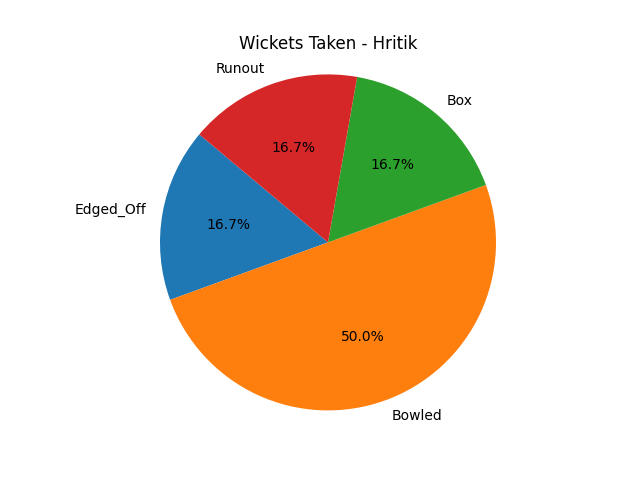 Wickets Taken - Hritik
Runout
Box
16.7%
16.7%
Edged_Off
16.7%
50.0%
Bowled